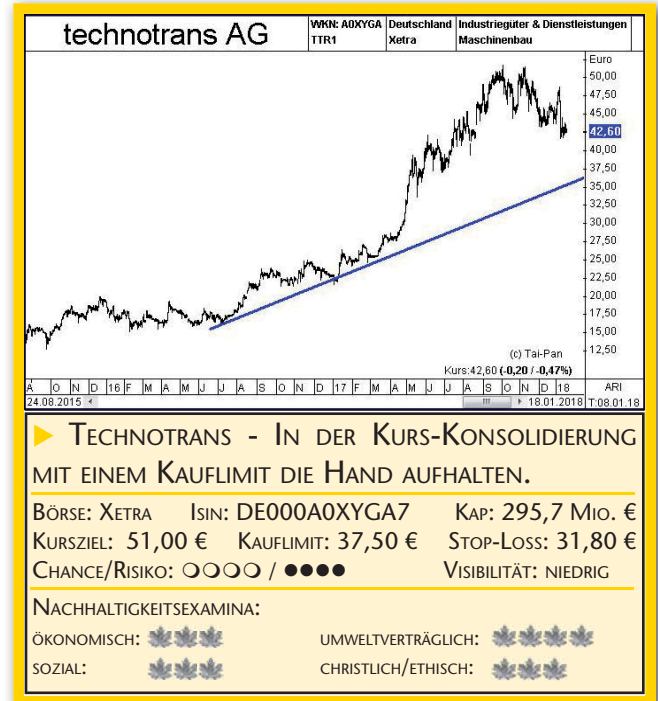 technotrans AG
WKN: A0XYGA Deutschland Industriegüter & Dienstleistungen
TTR1 Xetra Maschinenbau
Euro
50,00
47,50
45,00
42,60
40,00
37,50
35,00
32,50
30,00
27,50
25,00
22,50
20,00
17,50
15,00
12,50
(c) Tai-Pan
Kurs:42,60 (-0,20 / -0,47%)
A O N D 16 F M A M J J A S O N D 17 F M A M J J A S O N D 18 ARI
24.08.2015 18.01.2018 T:08.01.18
Technotrans - In der Kurs-Konsolidierung
mit einem Kauflimit die Hand aufhalten.
Börse: Xetra Isin: DE000A0XYGA7 Kap: 295,7 Mio. €
Kursziel: 51,00 € Kauflimit: 37,50 € Stop-Loss: 31,80 €
Chance/Risiko: ❍❍❍❍ / ●●●● Visibilität: niedrig
Nachhaltigkeitsexamina:
ökonomisch: umweltverträglich:
sozial: christlich/ethisch: